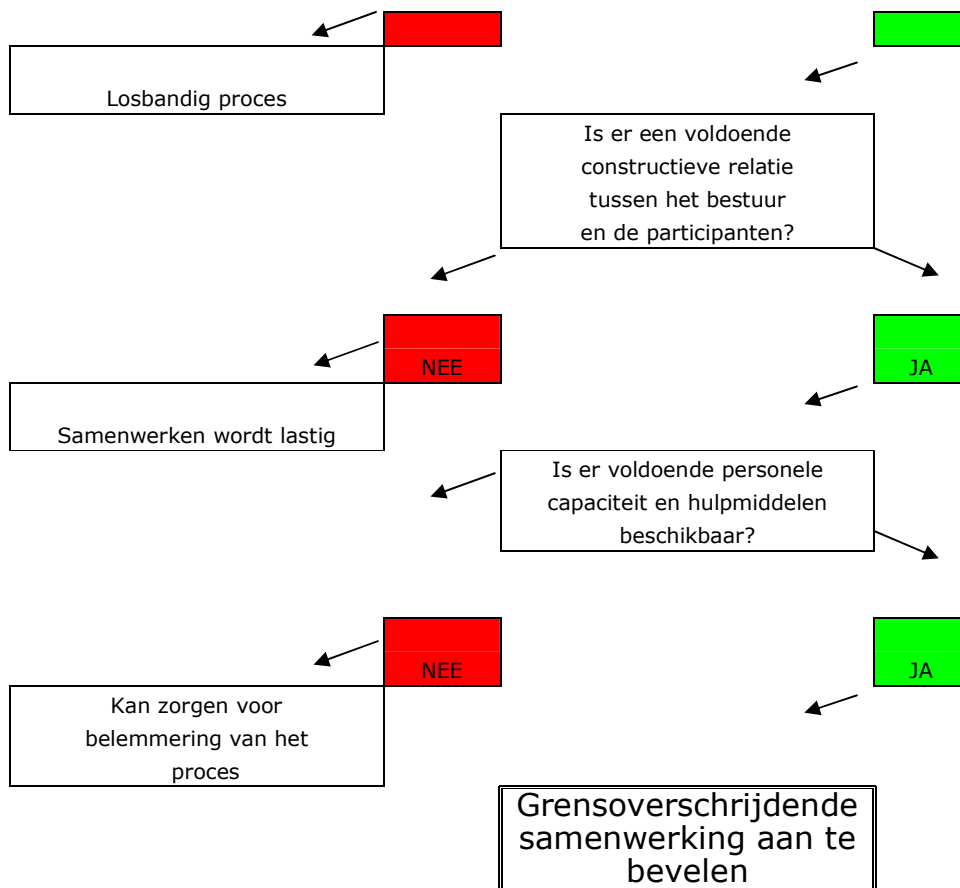 Losbandig proces
Is er een voldoende
constructieve relatie
tussen het bestuur
en de participanten?
NEE
JA
Samenwerken wordt lastig
Is er voldoende personele
capaciteit en hulpmiddelen
beschikbaar?
NEE
JA
Kan zorgen voor
belemmering van het
proces
Grensoverschrijdende
samenwerking aan te
bevelen